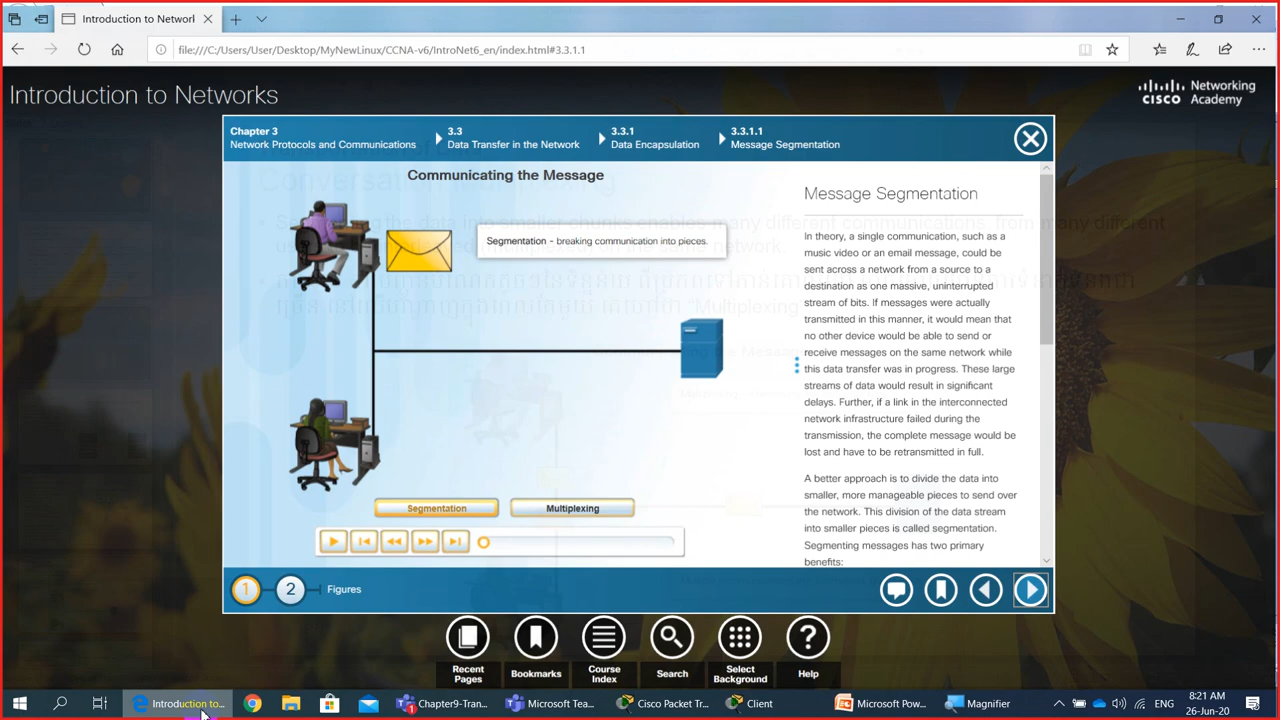 Introduction to Networl
file:///C:/Users/User/Desktop/MyNewLinux/CCNA-v6/IntroNet6_en/index.html#3.3.1.1
Introduction to Networks
Networking
CISCO Academy
Chapter 3
Network Protocols and Communications
3.3
Data Transfer in the Network
3.3.1
Data Encapsulation
3.3.1.1
Message Segmentation
Communicating the Message
Segmentation - breaking communication into pieces.
Segmentation
Multiplexing
Message Segmentation
In theory, a single communication, such as a
music video or an email message, could be
sent across a network from a source to a
destination as one massive, uninterrupted
stream of bits. If messages were actually
transmitted in this manner, it would mean that
no other device would be able to send or
receive messages on the same network while
this data transfer was in progress. These large
streams of data would result in significant
delays. Further, if a link in the interconnected
network infrastructure failed during the
transmission, the complete message would be
lost and have to be retransmitted in full.
A better approach is to divide the data into
smaller, more manageable pieces to send over
the network. This division of the data stream
into smaller pieces is called segmentation.
Segmenting messages has two primary
benefits:
1 2 Figures
Recent Pages
Bookmarks
Course Index
Search
Select Background
Help
Introduction to...
Chapter9-Tran...
Microsoft Tea...
Cisco Packet Tr...
Client
Microsoft Pow...
Magnifier
ENG
8:21 AM
26-Jun-20